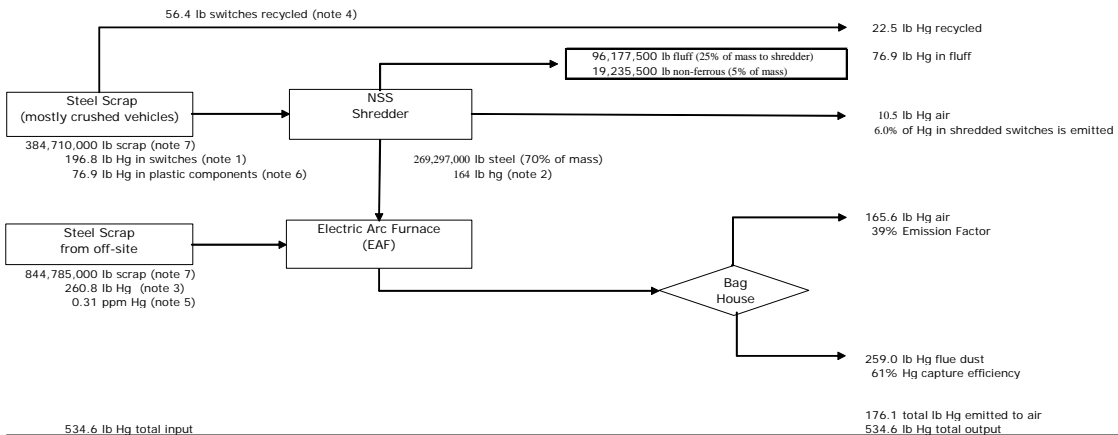 56.4 lb switches recycled (note 4)
22.5 lb Hg recycled
96,177,500 lb fluff (25% of mass to shredder)
19,235,500 lb non-ferrous (5% of mass)
76.9 lb Hg in fluff
Steel Scrap
(mostly crushed vehicles)
NSS
Shredder
10.5 lb Hg air
6.0% of Hg in shredded switches is emitted
384,710,000 lb scrap (note 7)
196.8 lb Hg in switches (note 1)
76.9 lb Hg in plastic components (note 6)
269,297,000 lb steel (70% of mass)
164 lb hg (note 2)
Steel Scrap
from off-site
Electric Arc Furnace
(EAF)
165.6 lb Hg air
39% Emission Factor
844,785,000 lb scrap (note 7)
260.8 lb Hg (note 3)
0.31 ppm Hg (note 5)
Bag
House
259.0 lb Hg flue dust
61% Hg capture efficiency
176.1 total lb Hg emitted to air
534.6 lb Hg total input
534.6 lb Hg total output